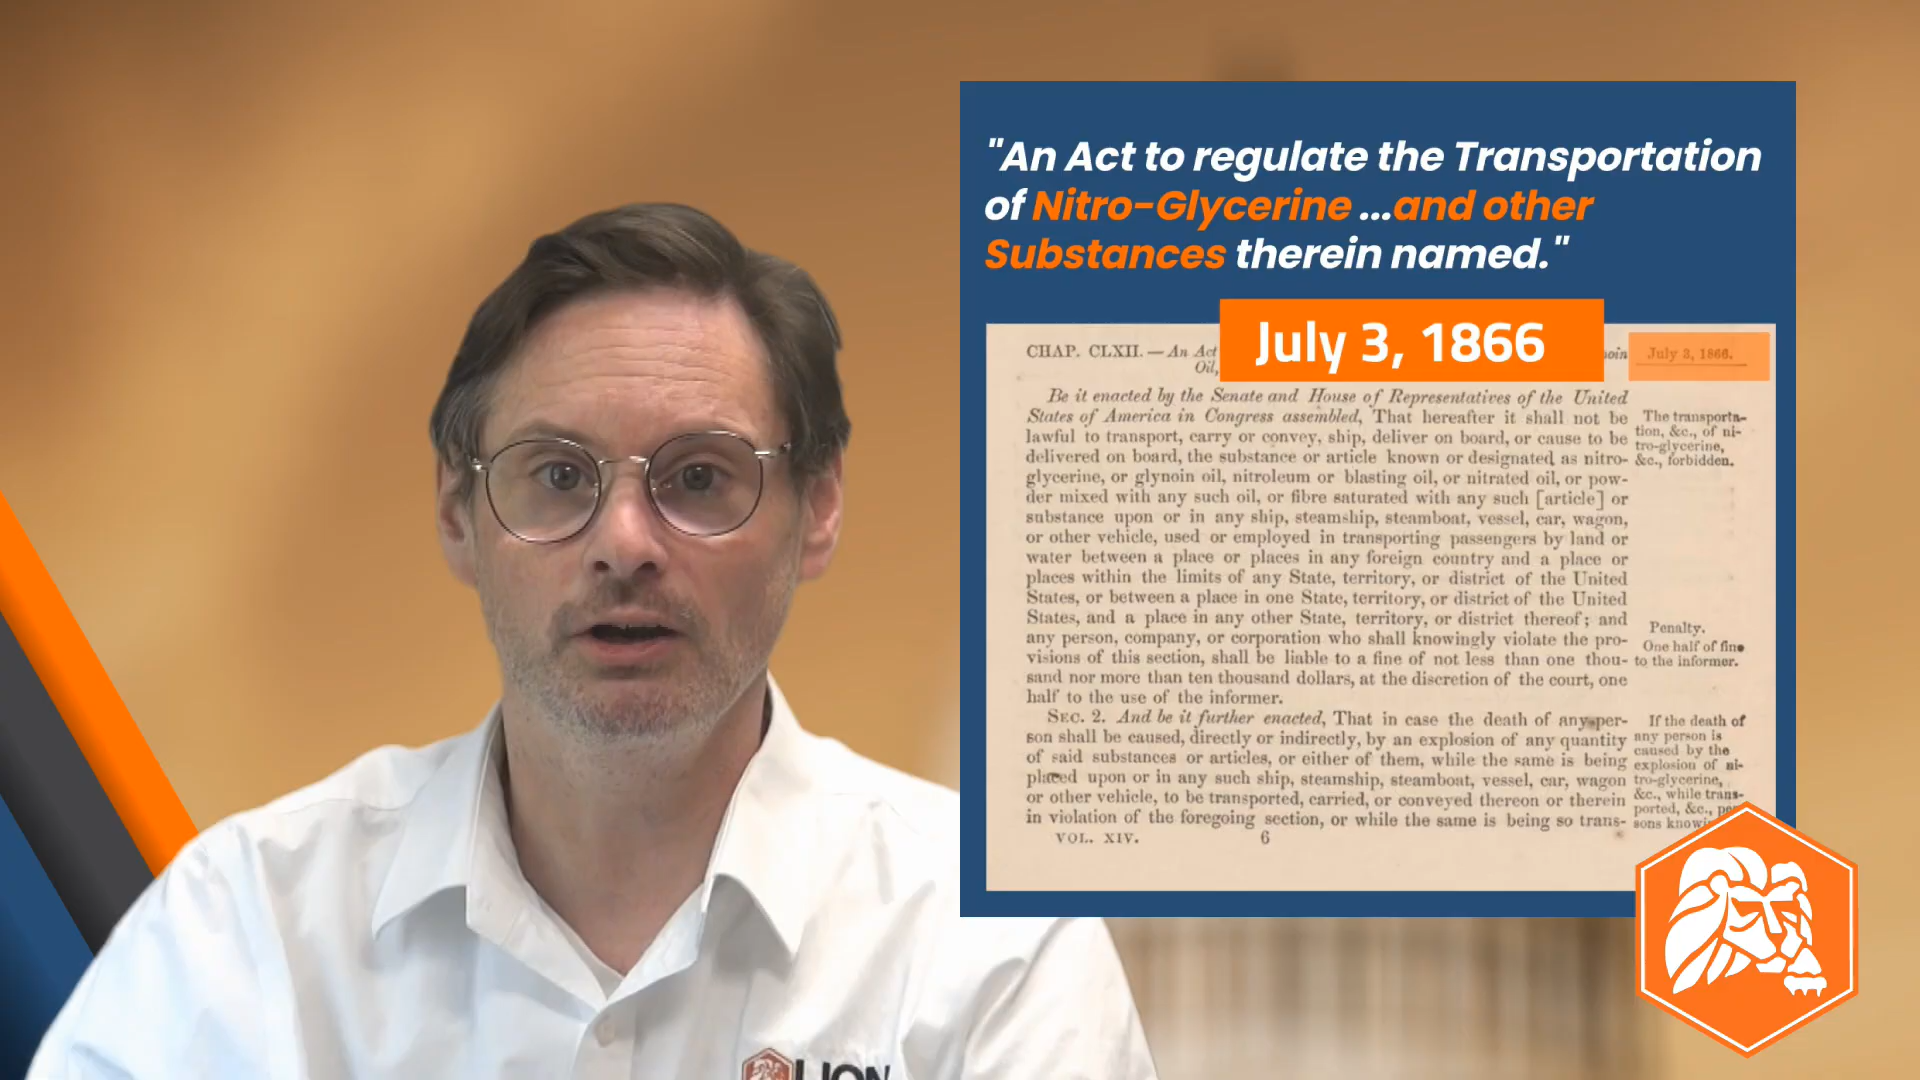 "An Act to regulate the Transportation
of Nitro-Glycerine ...and other
Substances therein named."
July 3, 1866
CHAP. CLXII. — An Act
Oil,
July 3, 1866.
Be it enacted by the Senate and House of Representatives of the United
States of America in Congress assembled, That hereafter it shall not be
lawful to transport, carry or convey, ship, deliver on board, or cause to be
delivered on board, the substance or article known or designated as nitro-
glycerine, or glynoin oil, nitroleum or blasting oil, or nitrated oil, or pow-
der mixed with any such oil, or fibre saturated with any such [article] or
substance upon or in any ship, steamship, steamboat, vessel, car, wagon,
or other vehicle, used or employed in transporting passengers by land or
water between a place or places in any foreign country and a place or
places within the limits of any State, territory, or district of the United
States, or between a place in one State, territory, or district of the United
States, and a place in any other State, territory, or district thereof; and
any person, company, or corporation who shall knowingly violate the pro-
visions of this section, shall be liable to a fine of not less than one thou-
sand nor more than ten thousand dollars, at the discretion of the court, one
half to the use of the informer.
SEC. 2. And be it further enacted, That in case the death of any per-
son shall be caused, directly or indirectly, by an explosion of any quantity
of said substances or articles, or either of them, while the same is being
placed upon or in any such ship, steamship, steamboat, vessel, car, wagon
or other vehicle, to be transported, carried, or conveyed thereon or therein
in violation of the foregoing section, or while the same is being so trans-
VOL. XIV. 6
The transporta-
tion, &c., of ni-
tro-glycerine,
&c., forbidden.
Penalty.
One half of fine
to the informer.
If the death of
any person is
caused by the
explosion of ni-
tro-glycerine,
&c., while trans-
ported, &c., per
sons knowi
LION